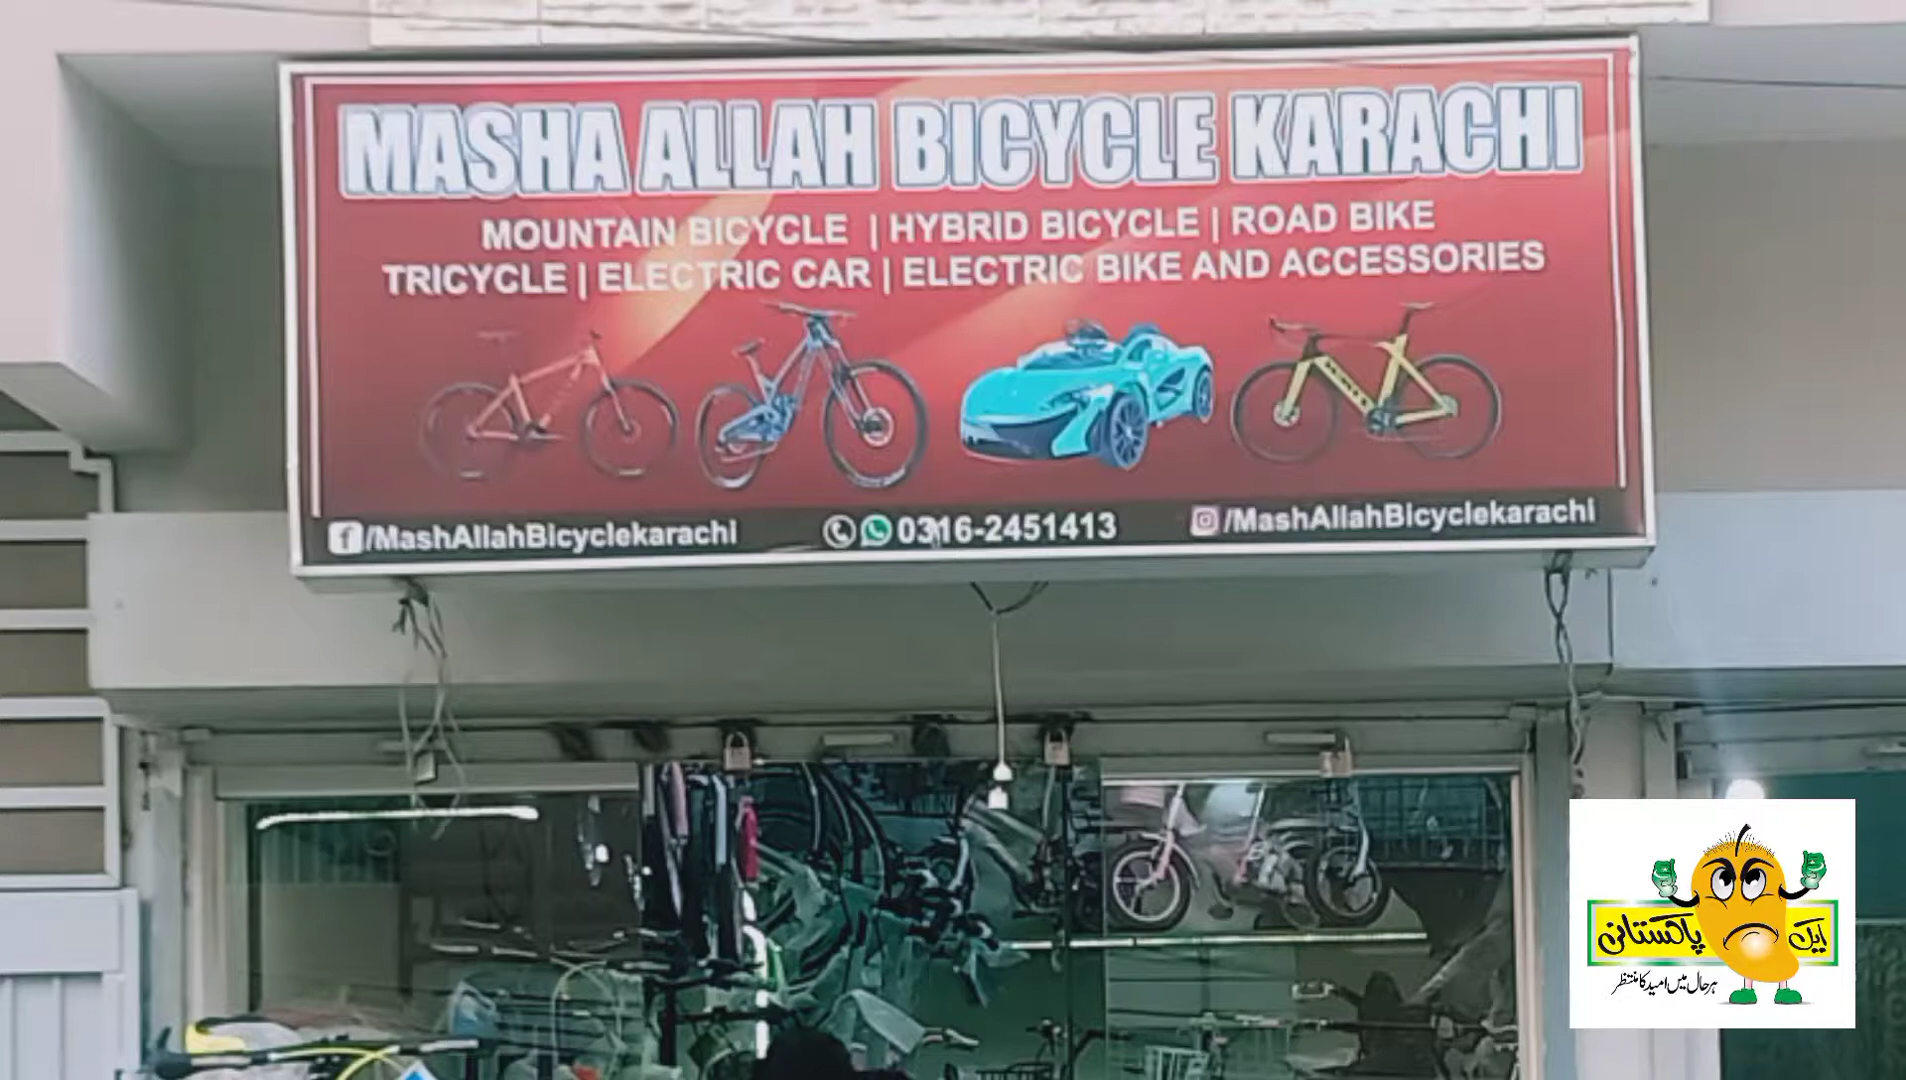 MASHA ALLAH BICYCLE KARACHI
MOUNTAIN BICYCLE | HYBRID BICYCLE | ROAD BIKE
TRICYCLE | ELECTRIC CAR | ELECTRIC BIKE AND ACCESSORIES
/MashAllahBicyclekarachi 0316-2451413 /MashAllahBicyclekarachi
ایک پاکستانی
ہر حال میں امید کا منتظر